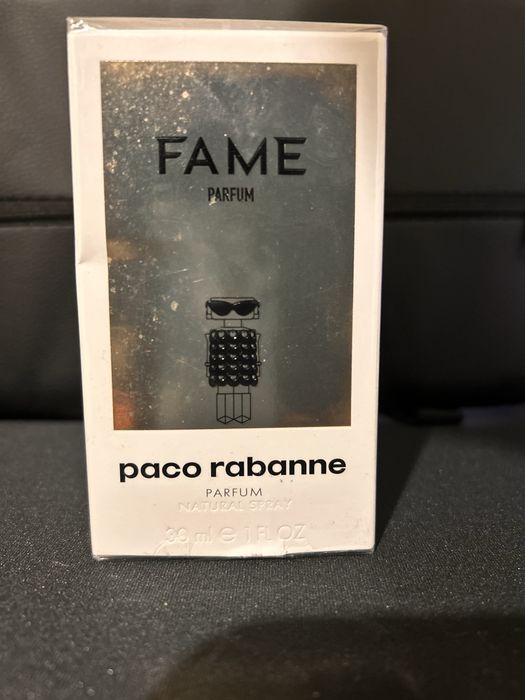 FAME
PARFUM
paco rabanne
PARFUM
NATURAL SPRAY
30 ml e 1 FL OZ